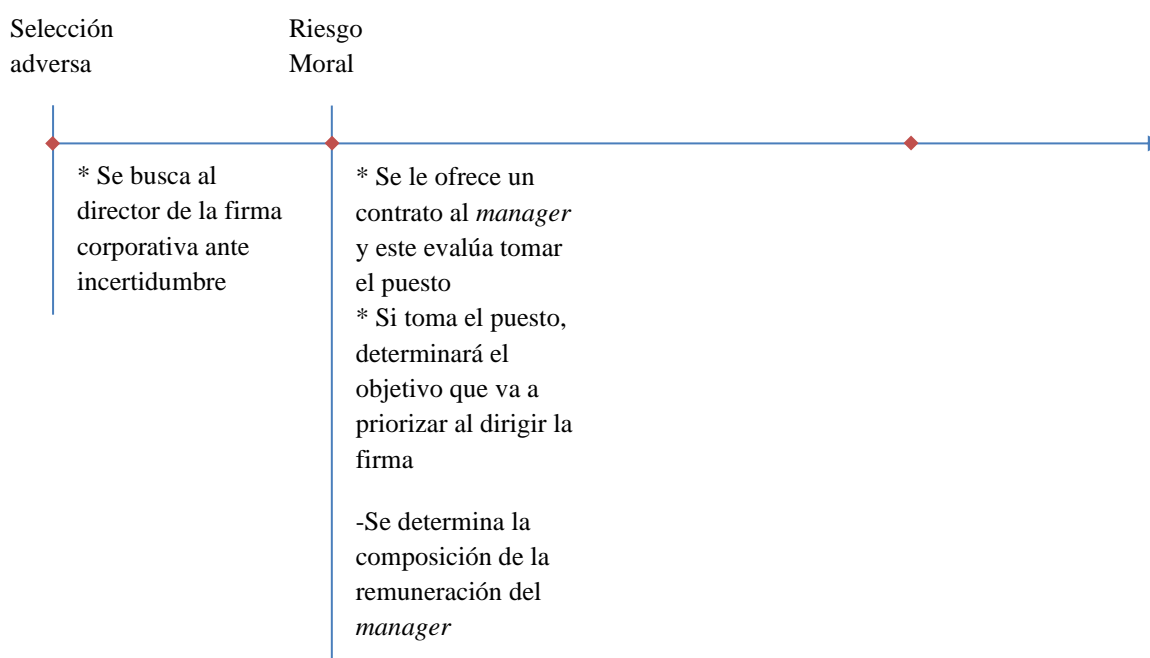 Selección
adversa
Riesgo
Moral
* Se busca al
director de la firma
corporativa ante
incertidumbre
* Se le ofrece un
contrato al manager
y este evalúa tomar
el puesto
* Si toma el puesto,
determinará el
objetivo que va a
priorizar al dirigir la
firma
-Se determina la
composición de la
remuneración del
manager